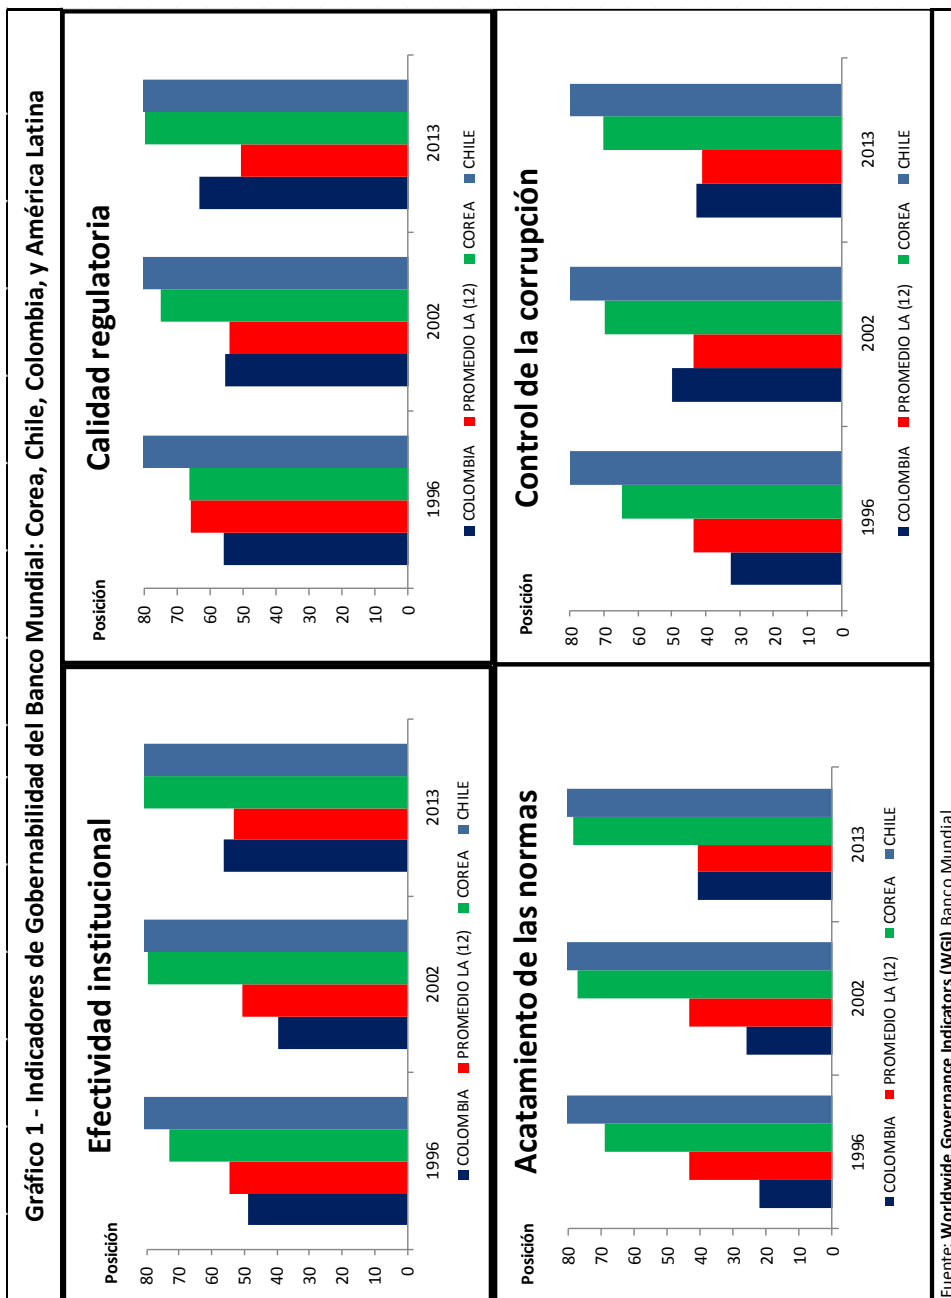 Gráfico 1 - Indicadores de Gobernabilidad del Banco Mundial: Corea, Chile, Colombia, y América Latina
Efectividad institucional
Posición
80
70
60
50
40
30
20
10
0
1996 2002 2013
COLOMBIA PROMEDIO LA (12) COREA CHILE
Calidad regulatoria
Posición
80
70
60
50
40
30
20
10
0
1996 2002 2013
COLOMBIA PROMEDIO LA (12) COREA CHILE
Acatamiento de las normas
Posición
80
70
60
50
40
30
20
10
0
1996 2002 2013
COLOMBIA PROMEDIO LA (12) COREA CHILE
Control de la corrupción
Posición
80
70
60
50
40
30
20
10
0
1996 2002 2013
COLOMBIA PROMEDIO LA (12) COREA CHILE
Fuente: Worldwide Governance Indicators (WGI) Banco Mundial